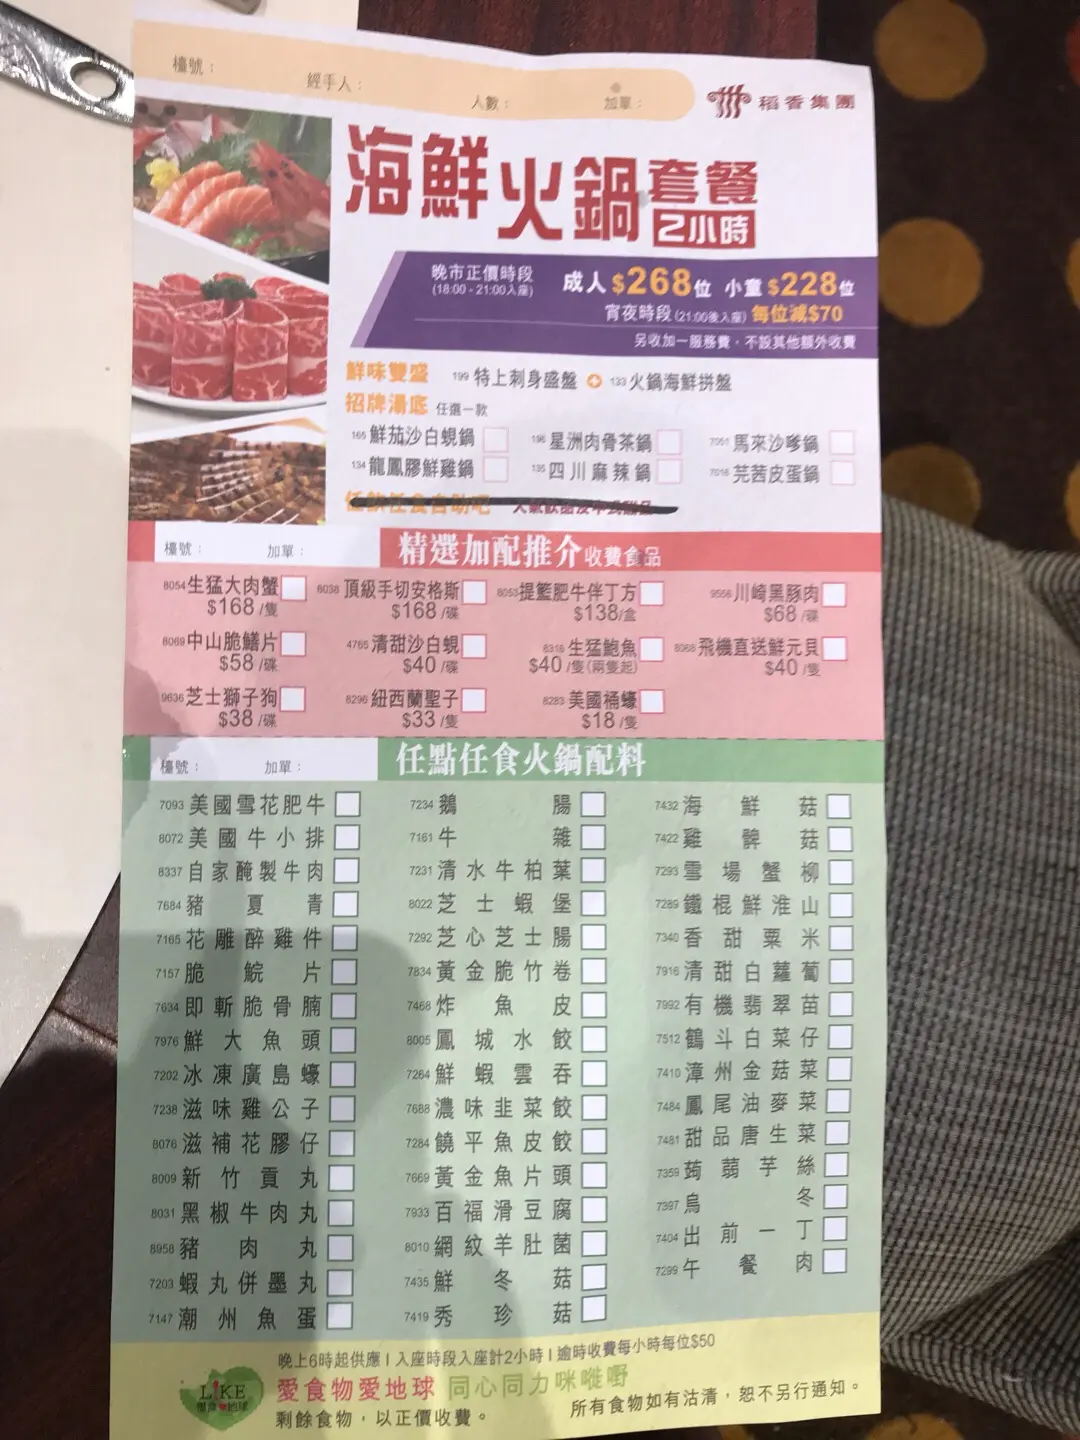 檯號：
經手人：
人數：
加單：
稻香集團
海鮮火鍋套餐
2小時
晚市正價時段 成人$268位 小童$228位
(18:00 - 21:00入座)
宵夜時段(21:00後入座) 每位減$70
另收加一服務費，不設其他額外收費
鮮味雙盛 199 特上刺身盛盤 133 火鍋海鮮拼盤
招牌湯底 任選一款
165 鮮茄沙白蜆鍋 196 星洲肉骨茶鍋 7051 馬來沙爹鍋
134 龍鳳膠鮮雞鍋 135 四川麻辣鍋 7016 芫茜皮蛋鍋
任飲任食自助吧
檯號： 加單： 精選加配推介 收費食品
8054 生猛大肉蟹 8038 頂級手切安格斯 8053 提籃肥牛伴丁方 9556 川崎黑豚肉
$168 /隻 $168 /碟 $138/盒 $68 /碟
8069 中山脆鱔片 4765 清甜沙白蜆 8316 生猛鮑魚 8068 飛機直送鮮元貝
$58 /碟 $40 /碟 $40 /隻(兩隻起) $40 /隻
9636 芝士獅子狗 8296 紐西蘭聖子 8283 美國桶蠔
$38 /碟 $33 /隻 $18 /隻
檯號： 加單： 任點任食火鍋配料
7093 美國雪花肥牛 7234 鵝腸 7432 海鮮菇
8072 美國牛小排 7161 牛雜 7422 雞髀菇
8337 自家醃製牛肉 7231 清水牛柏葉 7293 雪場蟹柳
7684 豬夏青 8022 芝士蝦堡 7289 鐵棍鮮淮山
7165 花雕醉雞件 7292 芝心芝士腸 7340 香甜粟米
7157 脆鯇片 7834 黃金脆竹卷 7916 清甜白蘿蔔
7634 即斬脆骨腩 7468 炸魚皮 7992 有機翡翠苗
7976 鮮大魚頭 8005 鳳城水餃 7512 鶴斗白菜仔
7202 冰凍廣島蠔 7264 鮮蝦雲吞 7410 漳州金菇菜
7238 滋味雞公子 7688 濃味韭菜餃 7484 鳳尾油麥菜
8076 滋補花膠仔 7284 饒平魚皮餃 7481 甜品唐生菜
8009 新竹貢丸 7669 黃金魚片頭 7359 蒟蒻芋絲
8031 黑椒牛肉丸 7933 百福滑豆腐 7397 烏冬
8958 豬肉丸 8010 網紋羊肚菌 7404 出前一丁
7203 蝦丸併墨丸 7435 鮮冬菇 7299 午餐肉
7147 潮州魚蛋 7419 秀珍菇
晚上6時起供應 | 入座時段入座計2小時 | 逾時收費每小時每位$50
LIKE
愛食物愛地球 同心同力咪嘥嘢
剩餘食物，以正價收費。 所有食物如有沽清，恕不另行通知。